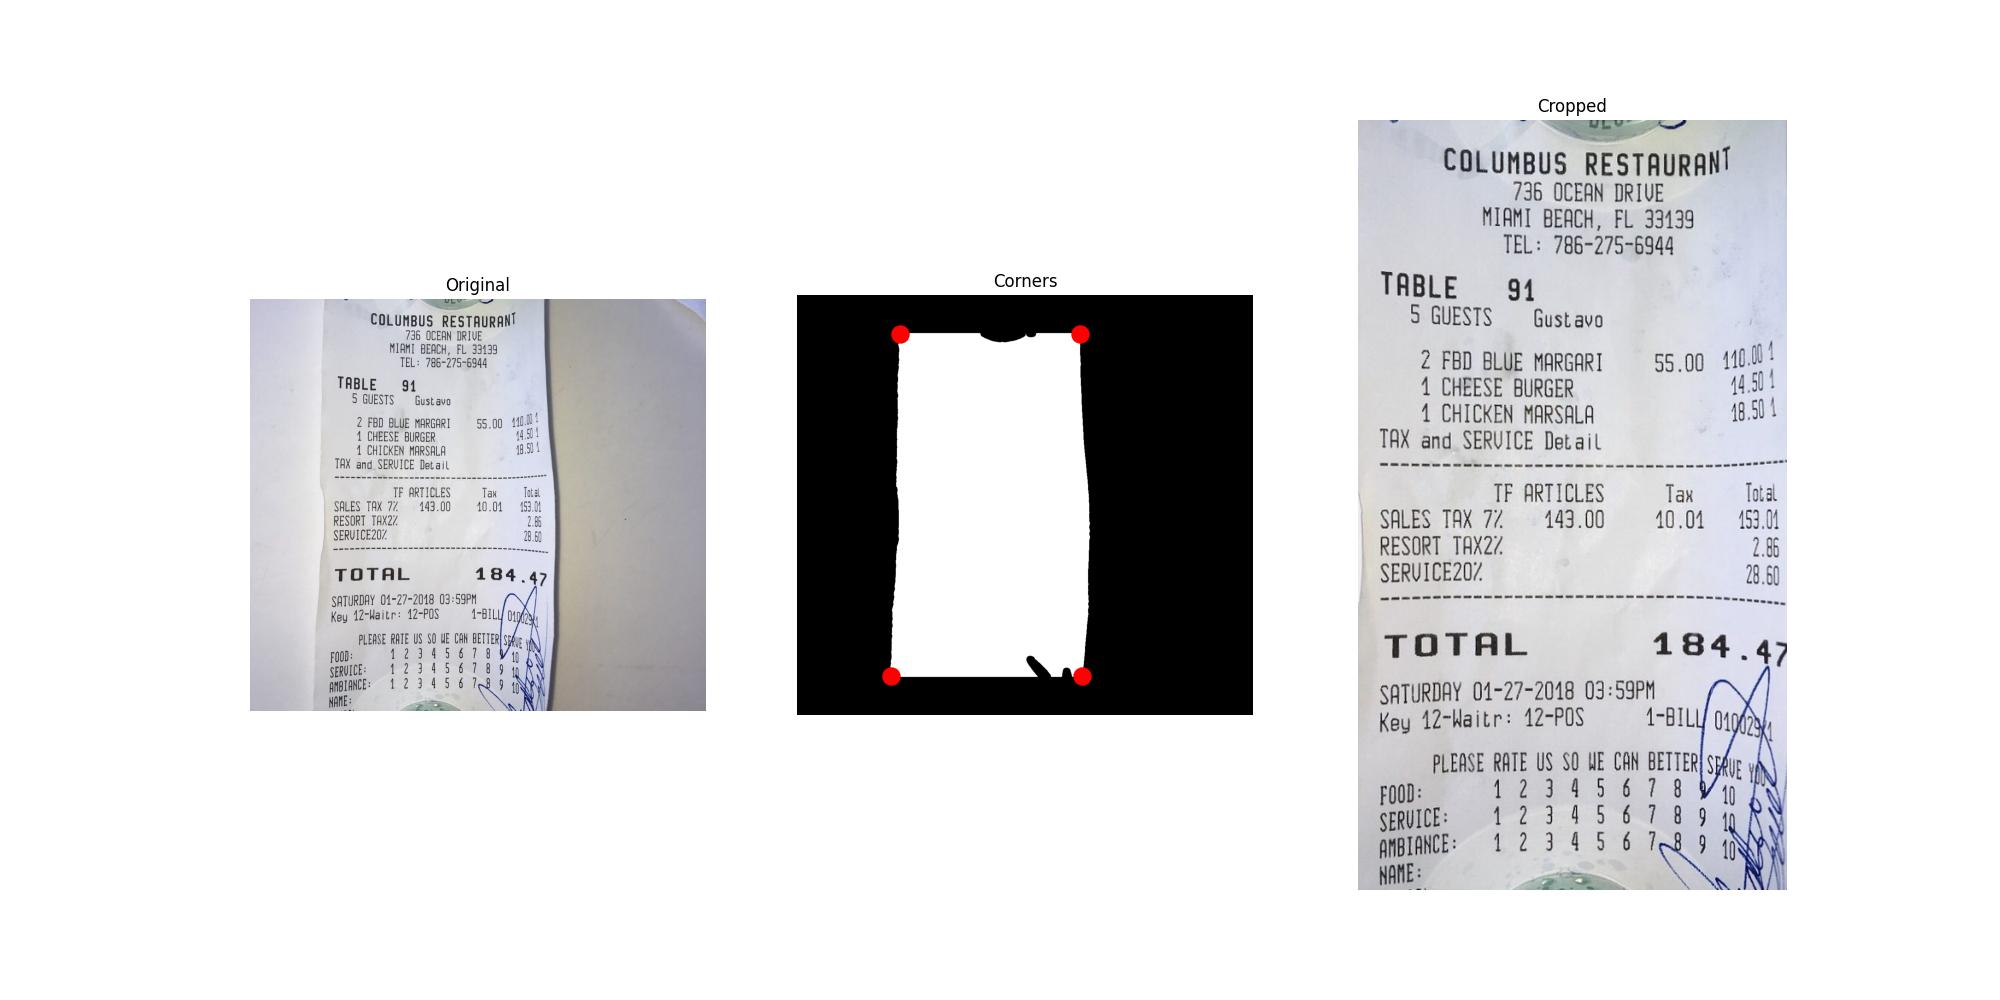 Original
COLUMBUS RESTAURANT
736 OCEAN DRIVE
MIAMI BEACH, FL 33139
TEL: 786-275-6944
TABLE 91
5 GUESTS Gustavo
2 FBD BLUE MARGARI 55.00 110.00 1
1 CHEESE BURGER 14.50 1
1 CHICKEN MARSALA 18.50 1
TAX and SERVICE Detail
TF ARTICLES Tax Total
SALES TAX 7% 143.00 10.01 153.01
RESORT TAX2% 2.86
SERVICE20% 28.60
TOTAL 184.47
SATURDAY 01-27-2018 03:59PM
Key 12-Waitr: 12-POS 1-BILL 010029/1
PLEASE RATE US SO WE CAN BETTER SERVE YOU
FOOD: 1 2 3 4 5 6 7 8 9 10
SERVICE: 1 2 3 4 5 6 7 8 9 10
AMBIANCE: 1 2 3 4 5 6 7 8 9 10
NAME:
Corners
Cropped
COLUMBUS RESTAURANT
736 OCEAN DRIVE
MIAMI BEACH, FL 33139
TEL: 786-275-6944
TABLE 91
5 GUESTS Gustavo
2 FBD BLUE MARGARI 55.00 110.00 1
1 CHEESE BURGER 14.50 1
1 CHICKEN MARSALA 18.50 1
TAX and SERVICE Detail
TF ARTICLES Tax Total
SALES TAX 7% 143.00 10.01 153.01
RESORT TAX2% 2.86
SERVICE20% 28.60
TOTAL 184.47
SATURDAY 01-27-2018 03:59PM
Key 12-Waitr: 12-POS 1-BILL 010029/1
PLEASE RATE US SO WE CAN BETTER SERVE YOU
FOOD: 1 2 3 4 5 6 7 8 9 10
SERVICE: 1 2 3 4 5 6 7 8 9 10
AMBIANCE: 1 2 3 4 5 6 7 8 9 10
NAME: